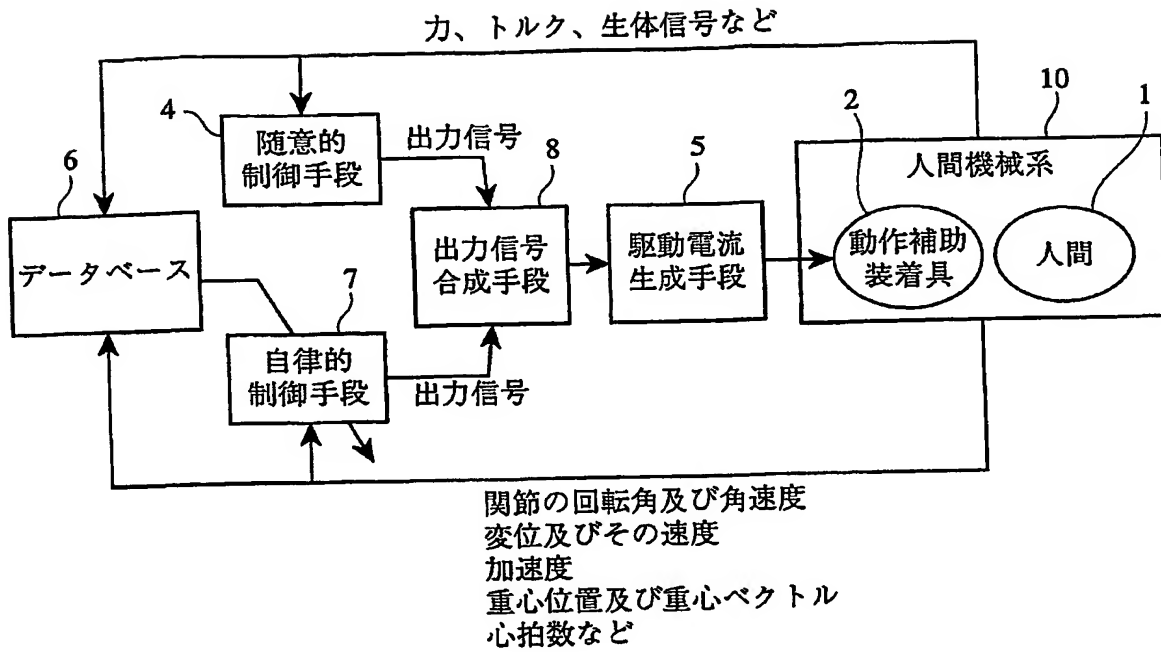 力、トルク、生体信号など
10
1
2
4
随意的
制御手段
出力信号
8
5
6
人間機械系
データベース
出力信号
合成手段
駆動電流
生成手段
動作補助
装着具
人間
7
自律的
制御手段
出力信号
関節の回転角及び角速度
変位及びその速度
加速度
重心位置及び重心ベクトル
心拍数など